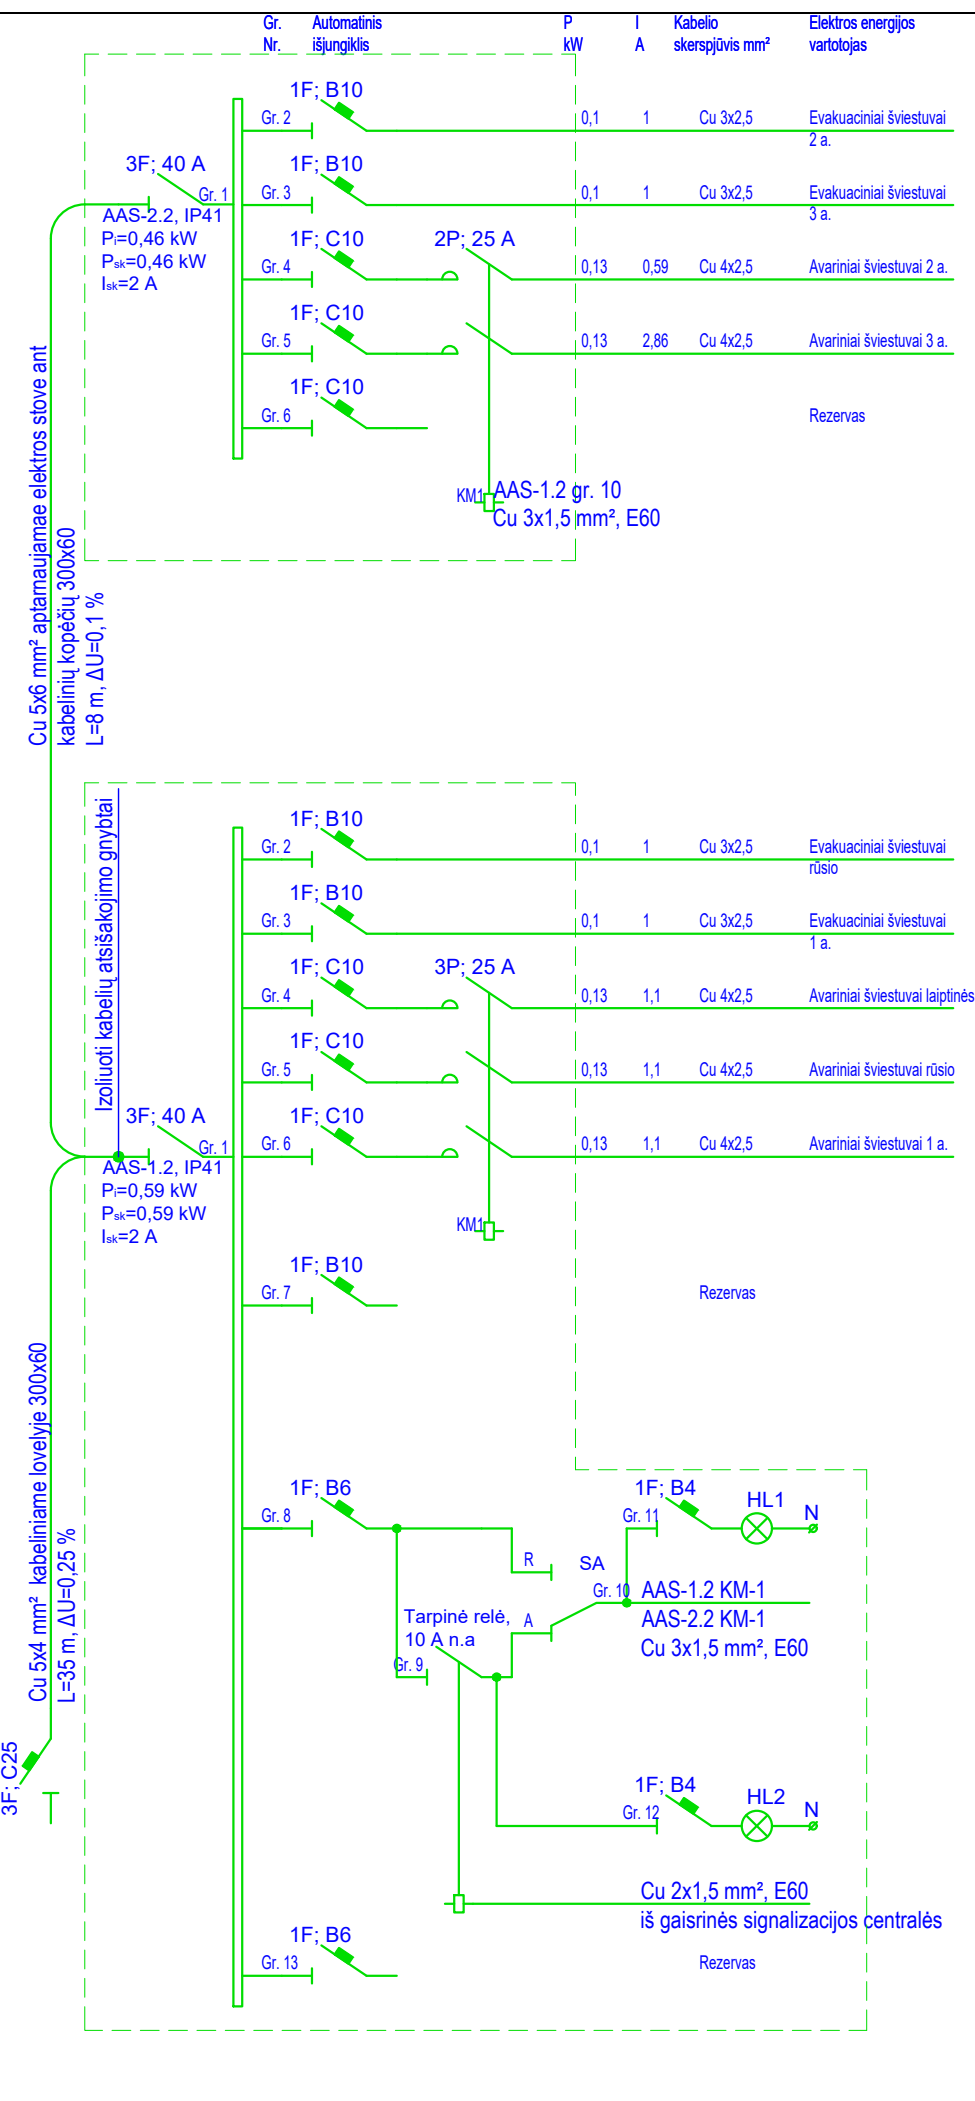 Gr. Automatinis P I Kabelio Elektros energijos
Nr. išjungiklis kW A skerspjūvis mm² vartotojas
1F; B10
Gr. 2 0,1 1 Cu 3x2,5 Evakuaciniai šviestuvai
2 a.
3F; 40 A
1F; B10
Gr. 1
Gr. 3 0,1 1 Cu 3x2,5 Evakuaciniai šviestuvai
3 a.
AAS-2.2, IP41
Pi=0,46 kW
Psk=0,46 kW
Isk=2 A
1F; C10 2P; 25 A
Gr. 4 0,13 0,59 Cu 4x2,5 Avariniai šviestuvai 2 a.
1F; C10
Gr. 5 0,13 2,86 Cu 4x2,5 Avariniai šviestuvai 3 a.
1F; C10
Gr. 6 Rezervas
KM1 AAS-1.2 gr. 10
Cu 3x1,5 mm², E60
Cu 5x6 mm² aptarnaujamae elektros stove ant
kabelinių kopėčių 300x60
L=8 m, ΔU=0,1 %
Izoliuoti kabelių atsišakojimo gnybtai
1F; B10
Gr. 2 0,1 1 Cu 3x2,5 Evakuaciniai šviestuvai
rūsio
1F; B10
Gr. 3 0,1 1 Cu 3x2,5 Evakuaciniai šviestuvai
1 a.
1F; C10 3P; 25 A
Gr. 4 0,13 1,1 Cu 4x2,5 Avariniai šviestuvai laiptinės
1F; C10
Gr. 5 0,13 1,1 Cu 4x2,5 Avariniai šviestuvai rūsio
3F; 40 A
1F; C10
Gr. 1
Gr. 6 0,13 1,1 Cu 4x2,5 Avariniai šviestuvai 1 a.
AAS-1.2, IP41
Pi=0,59 kW
Psk=0,59 kW
Isk=2 A
KM1
1F; B10
Gr. 7 Rezervas
Cu 5x4 mm² kabeliniame lovelyje 300x60
L=35 m, ΔU=0,25 %
3F; C25
1F; B6
Gr. 8
1F; B4 HL1 N
Gr. 11
R SA
Gr. 10 AAS-1.2 KM-1
AAS-2.2 KM-1
Cu 3x1,5 mm², E60
Tarpinė relė, A
10 A n.a
Gr. 9
1F; B4 HL2 N
Gr. 12
Cu 2x1,5 mm², E60
iš gaisrinės signalizacijos centralės
1F; B6
Gr. 13 Rezervas